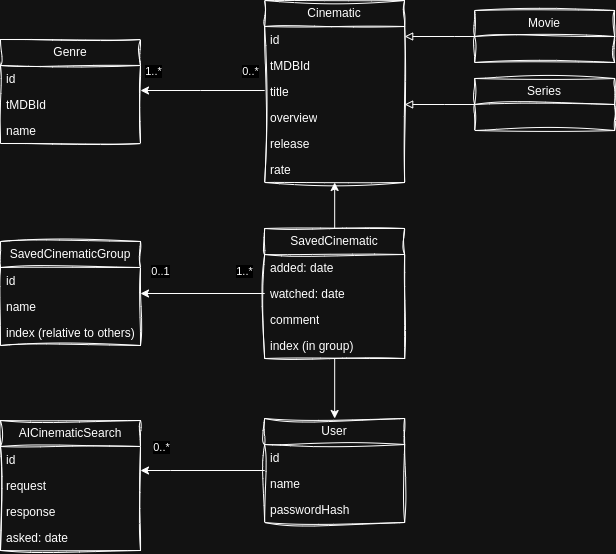 Cinematic
id
tMDBId
title
overview
release
rate
Movie
Series
Genre
id
tMDBId
name
1..*
0..*
SavedCinematicGroup
id
name
index (relative to others)
0..1
1..*
SavedCinematic
added: date
watched: date
comment
index (in group)
AICinematicSearch
id
request
response
asked: date
0..*
User
id
name
passwordHash